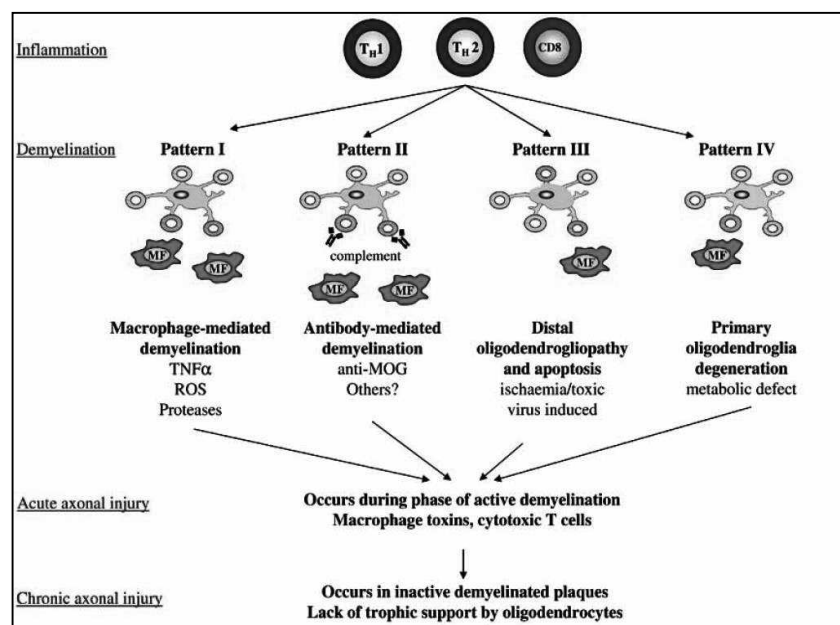 Inflammation
T_H1 T_H2 CD8
Demyelination Pattern I Pattern II Pattern III Pattern IV
complement
MF MF MF MF MF MF
Macrophage-mediated Antibody-mediated Distal Primary
demyelination demyelination oligodendrogliopathy oligodendroglia
TNFα anti-MOG and apoptosis degeneration
ROS Others? ischaemia/toxic metabolic defect
Proteases virus induced
Acute axonal injury Occurs during phase of active demyelination
Macrophage toxins, cytotoxic T cells
Chronic axonal injury Occurs in inactive demyelinated plaques
Lack of trophic support by oligodendrocytes